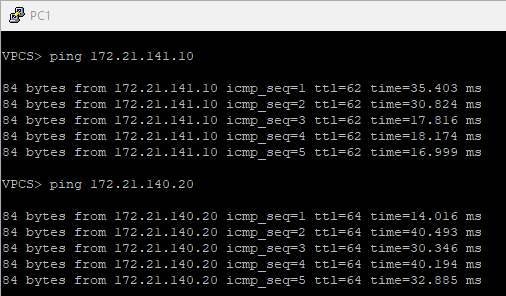 PC1
VPCS> ping 172.21.141.10
84 bytes from 172.21.141.10 icmp_seq=1 ttl=62 time=35.403 ms
84 bytes from 172.21.141.10 icmp_seq=2 ttl=62 time=30.824 ms
84 bytes from 172.21.141.10 icmp_seq=3 ttl=62 time=17.816 ms
84 bytes from 172.21.141.10 icmp_seq=4 ttl=62 time=18.174 ms
84 bytes from 172.21.141.10 icmp_seq=5 ttl=62 time=16.999 ms
VPCS> ping 172.21.140.20
84 bytes from 172.21.140.20 icmp_seq=1 ttl=64 time=14.016 ms
84 bytes from 172.21.140.20 icmp_seq=2 ttl=64 time=40.493 ms
84 bytes from 172.21.140.20 icmp_seq=3 ttl=64 time=30.346 ms
84 bytes from 172.21.140.20 icmp_seq=4 ttl=64 time=40.194 ms
84 bytes from 172.21.140.20 icmp_seq=5 ttl=64 time=32.885 ms